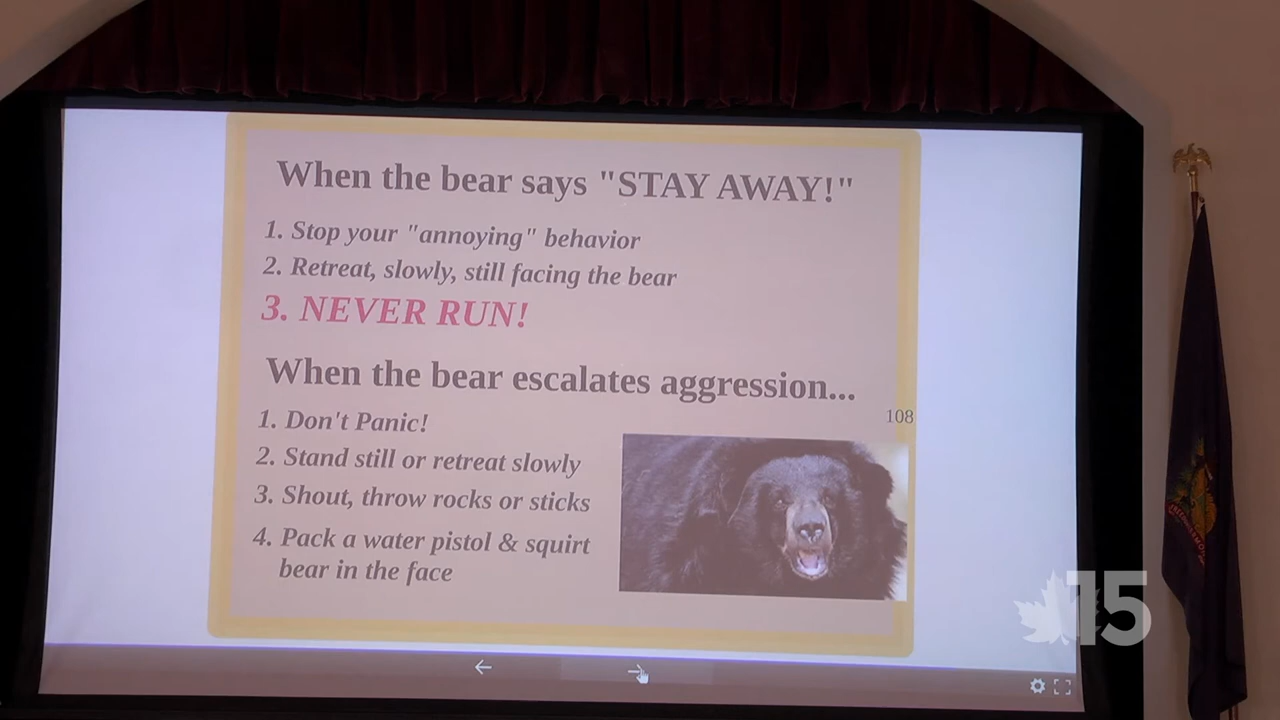 When the bear says "STAY AWAY!"
1. Stop your "annoying" behavior
2. Retreat, slowly, still facing the bear
3. NEVER RUN!
When the bear escalates aggression...
108
1. Don't Panic!
2. Stand still or retreat slowly
3. Shout, throw rocks or sticks
4. Pack a water pistol & squirt
bear in the face
15